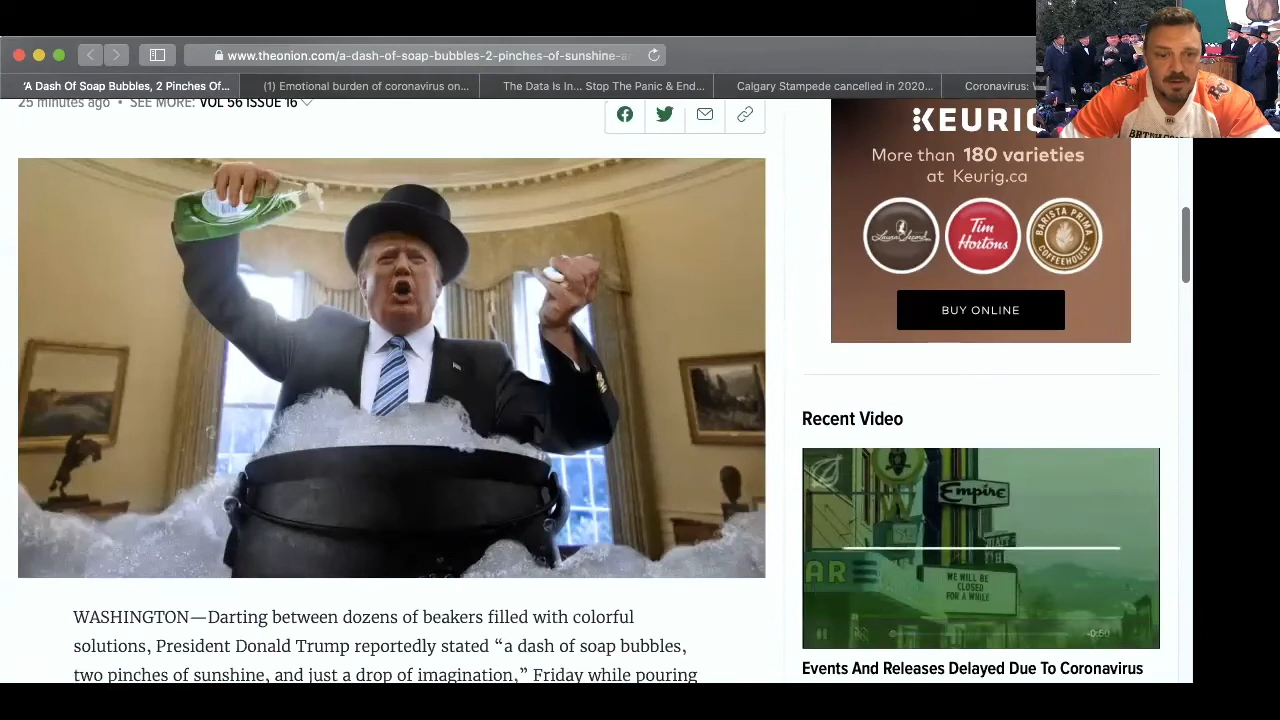 www.theonion.com/a-dash-of-soap-bubbles-2-pinches-of-sunshine-a
'A Dash Of Soap Bubbles, 2 Pinches Of...
(1) Emotional burden of coronavirus on...
The Data Is In... Stop The Panic & End...
Calgary Stampede cancelled in 2020...
Coronavirus:
25 minutes ago • SEE MORE: VOL 56 ISSUE 16
KEURIG
More than 180 varieties
at Keurig.ca
Tim
Hortons
BARISTA PRIMA
COFFEEHOUSE
BUY ONLINE
Recent Video
Empire
AR
WE WILL BE
CLOSED
FOR A WHILE
-0:50
Events And Releases Delayed Due To Coronavirus
WASHINGTON—Darting between dozens of beakers filled with colorful
solutions, President Donald Trump reportedly stated “a dash of soap bubbles,
two pinches of sunshine, and just a drop of imagination,” Friday while pouring